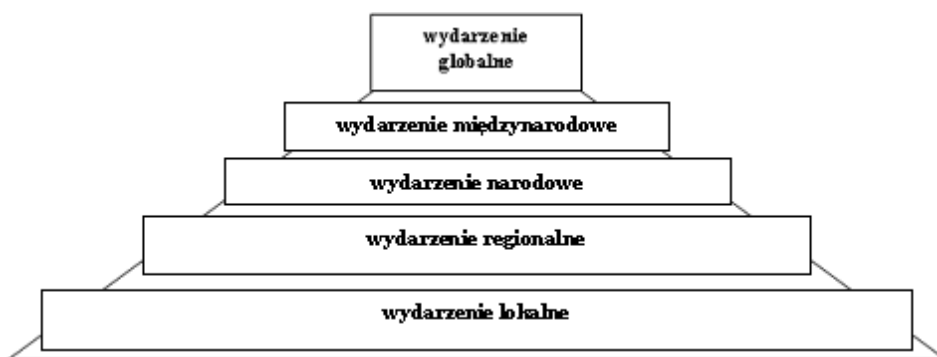 wydarzenie
globalne
wydarzenie międzynarodowe
wydarzenie narodowe
wydarzenie regionalne
wydarzenie lokalne